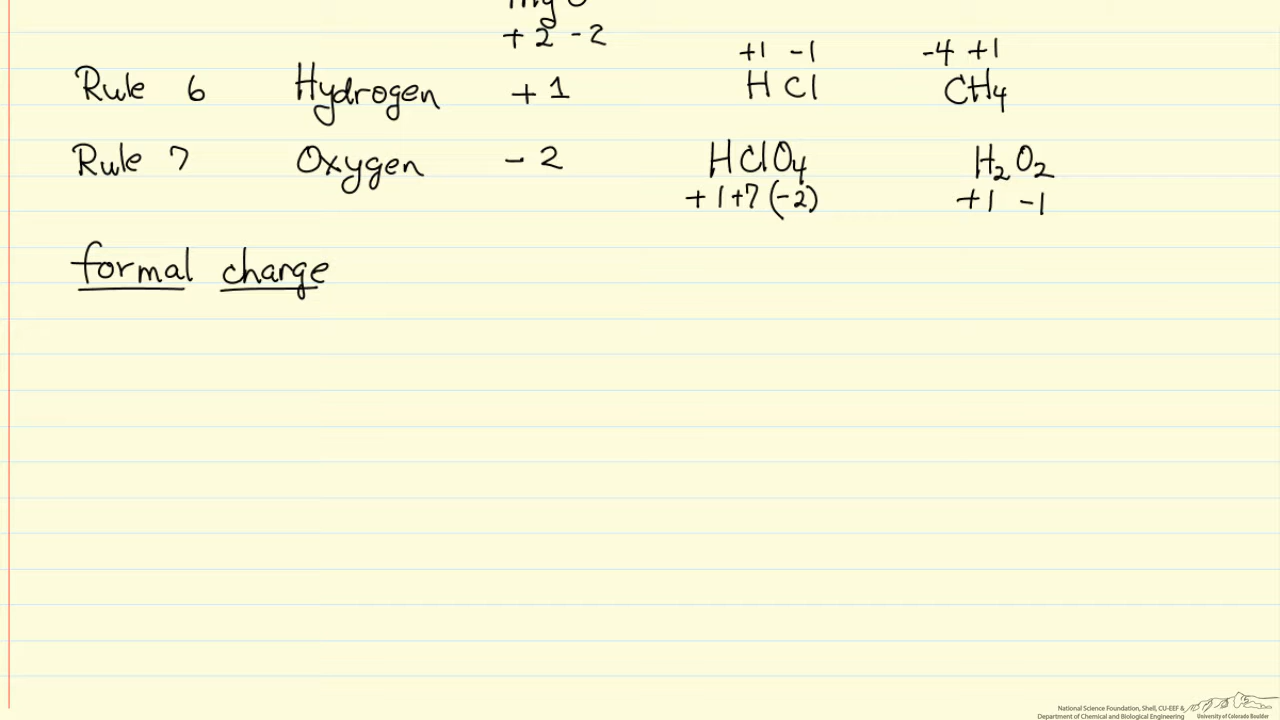 +2 -2
+1 -1 -4 +1
Rule 6 Hydrogen +1 HCl CH4
Rule 7 Oxygen -2 HClO4 H2O2
+1+7(-2) +1 -1
formal charge
National Science Foundation, Shell, CU-EEF &
Department of Chemical and Biological Engineering
University of Colorado Boulder